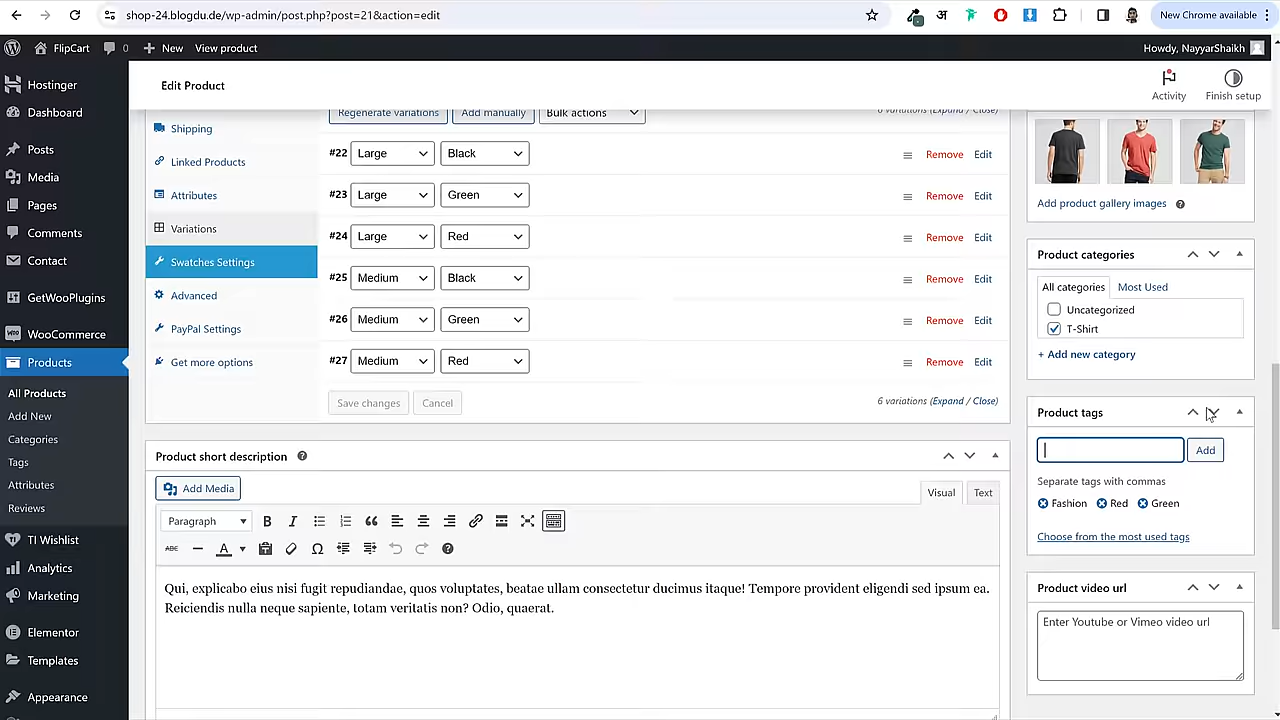 shop-24.blogdu.de/wp-admin/post.php?post=21&action=edit
अ
New Chrome available
FlipCart 0 New View product
Howdy, NayyarShaikh
Edit Product
Activity
Finish setup
Hostinger
Dashboard
Posts
Media
Pages
Comments
Contact
GetWooPlugins
WooCommerce
Products
All Products
Add New
Categories
Tags
Attributes
Reviews
TI Wishlist
Analytics
Marketing
Elementor
Templates
Appearance
Shipping
Linked Products
Attributes
Variations
Swatches Settings
Advanced
PayPal Settings
Get more options
Regenerate variations Add manually Bulk actions 6 variations (Expand / Close)
#22 Large Black Remove Edit
#23 Large Green Remove Edit
#24 Large Red Remove Edit
#25 Medium Black Remove Edit
#26 Medium Green Remove Edit
#27 Medium Red Remove Edit
Save changes Cancel 6 variations (Expand / Close)
Product short description
Add Media
Visual Text
Paragraph B I
ABC A
Qui, explicabo eius nisi fugit repudiandae, quos voluptates, beatae ullam consectetur ducimus itaque! Tempore provident eligendi sed ipsum ea.
Reiciendis nulla neque sapiente, totam veritatis non? Odio, quaerat.
Add product gallery images
Product categories
All categories Most Used
Uncategorized
T-Shirt
+ Add new category
Product tags
Add
Separate tags with commas
Fashion Red Green
Choose from the most used tags
Product video url
Enter Youtube or Vimeo video url